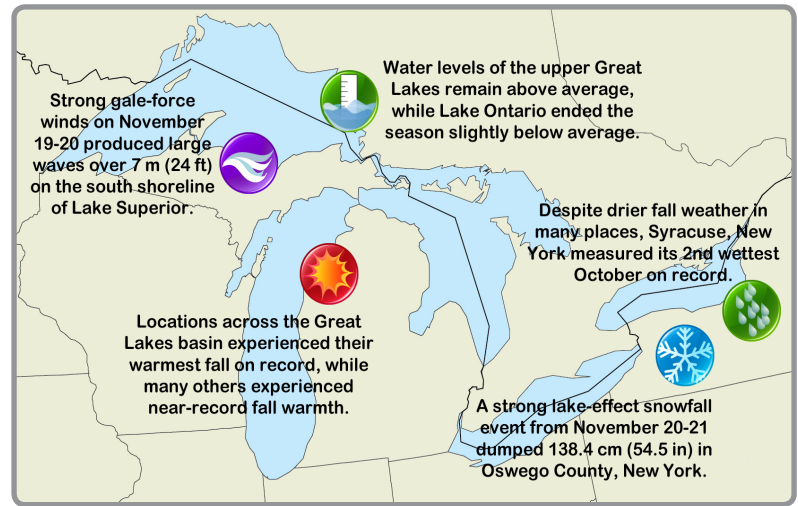 Water levels of the upper Great
Lakes remain above average,
while Lake Ontario ended the
season slightly below average.
Strong gale-force
winds on November
19-20 produced large
waves over 7 m (24 ft)
on the south shoreline
of Lake Superior.
Despite drier fall weather in
many places, Syracuse, New
York measured its 2nd wettest
October on record.
Locations across the Great
Lakes basin experienced their
warmest fall on record, while
many others experienced
near-record fall warmth.
A strong lake-effect snowfall
event from November 20-21
dumped 138.4 cm (54.5 in) in
Oswego County, New York.